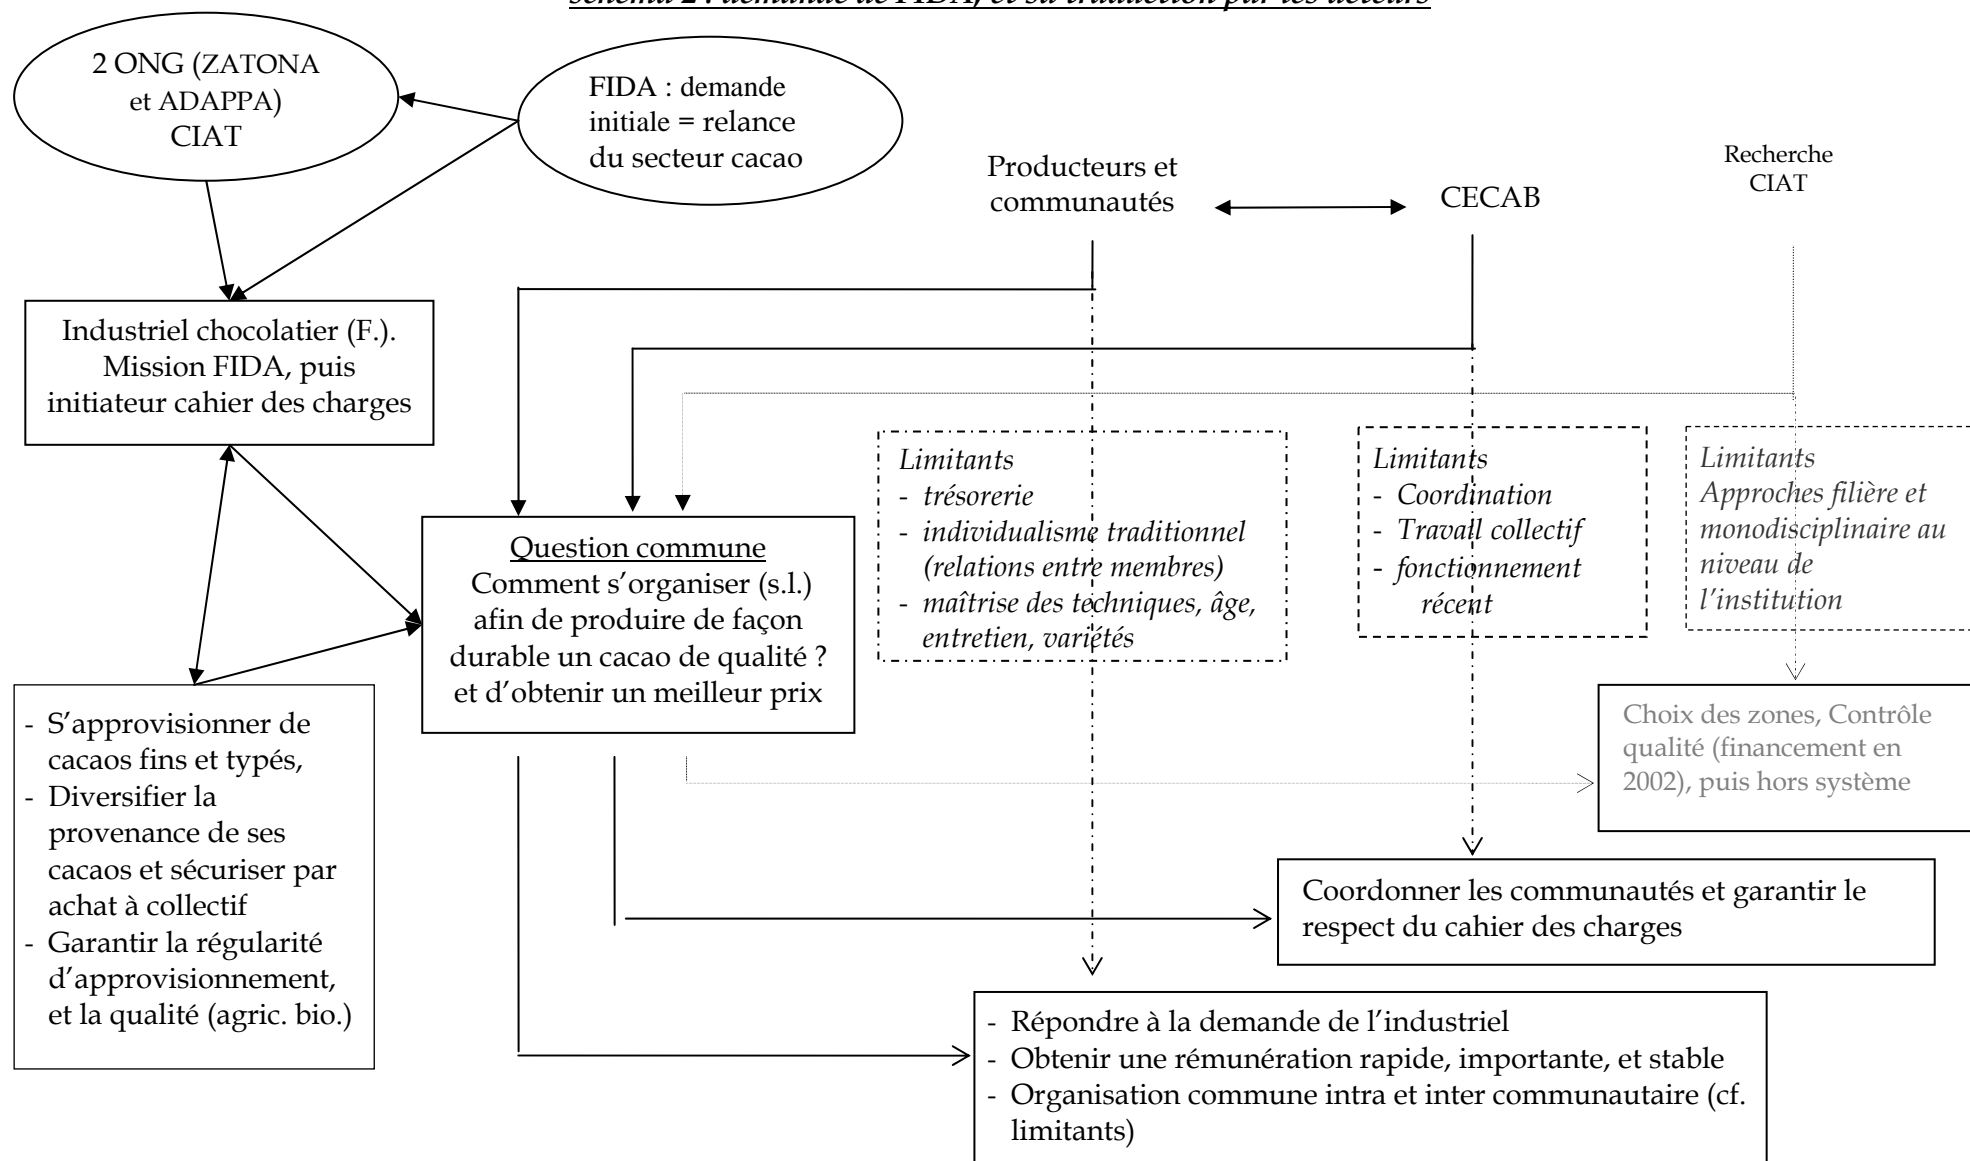 schéma 2 : demande de FIDA, et sa traduction par les acteurs
2 ONG (ZATONA
et ADAPPA)
CIAT
FIDA : demande
initiale = relance
du secteur cacao
Producteurs et
communautés
CECAB
Recherche
CIAT
Industriel chocolatier (F.).
Mission FIDA, puis
initiateur cahier des charges
Limitants
- trésorerie
- individualisme traditionnel
(relations entre membres)
- maîtrise des techniques, âge,
entretien, variétés
Limitants
- Coordination
- Travail collectif
- fonctionnement
récent
Limitants
Approches filière et
monodisciplinaire au
niveau de
l’institution
Question commune
Comment s’organiser (s.l.)
afin de produire de façon
durable un cacao de qualité ?
et d’obtenir un meilleur prix
- S’approvisionner de
cacaos fins et typés,
- Diversifier la
provenance de ses
cacaos et sécuriser par
achat à collectif
- Garantir la régularité
d’approvisionnement,
et la qualité (agric. bio.)
Choix des zones, Contrôle
qualité (financement en
2002), puis hors système
Coordonner les communautés et garantir le
respect du cahier des charges
- Répondre à la demande de l’industriel
- Obtenir une rémunération rapide, importante, et stable
- Organisation commune intra et inter communautaire (cf.
limitants)